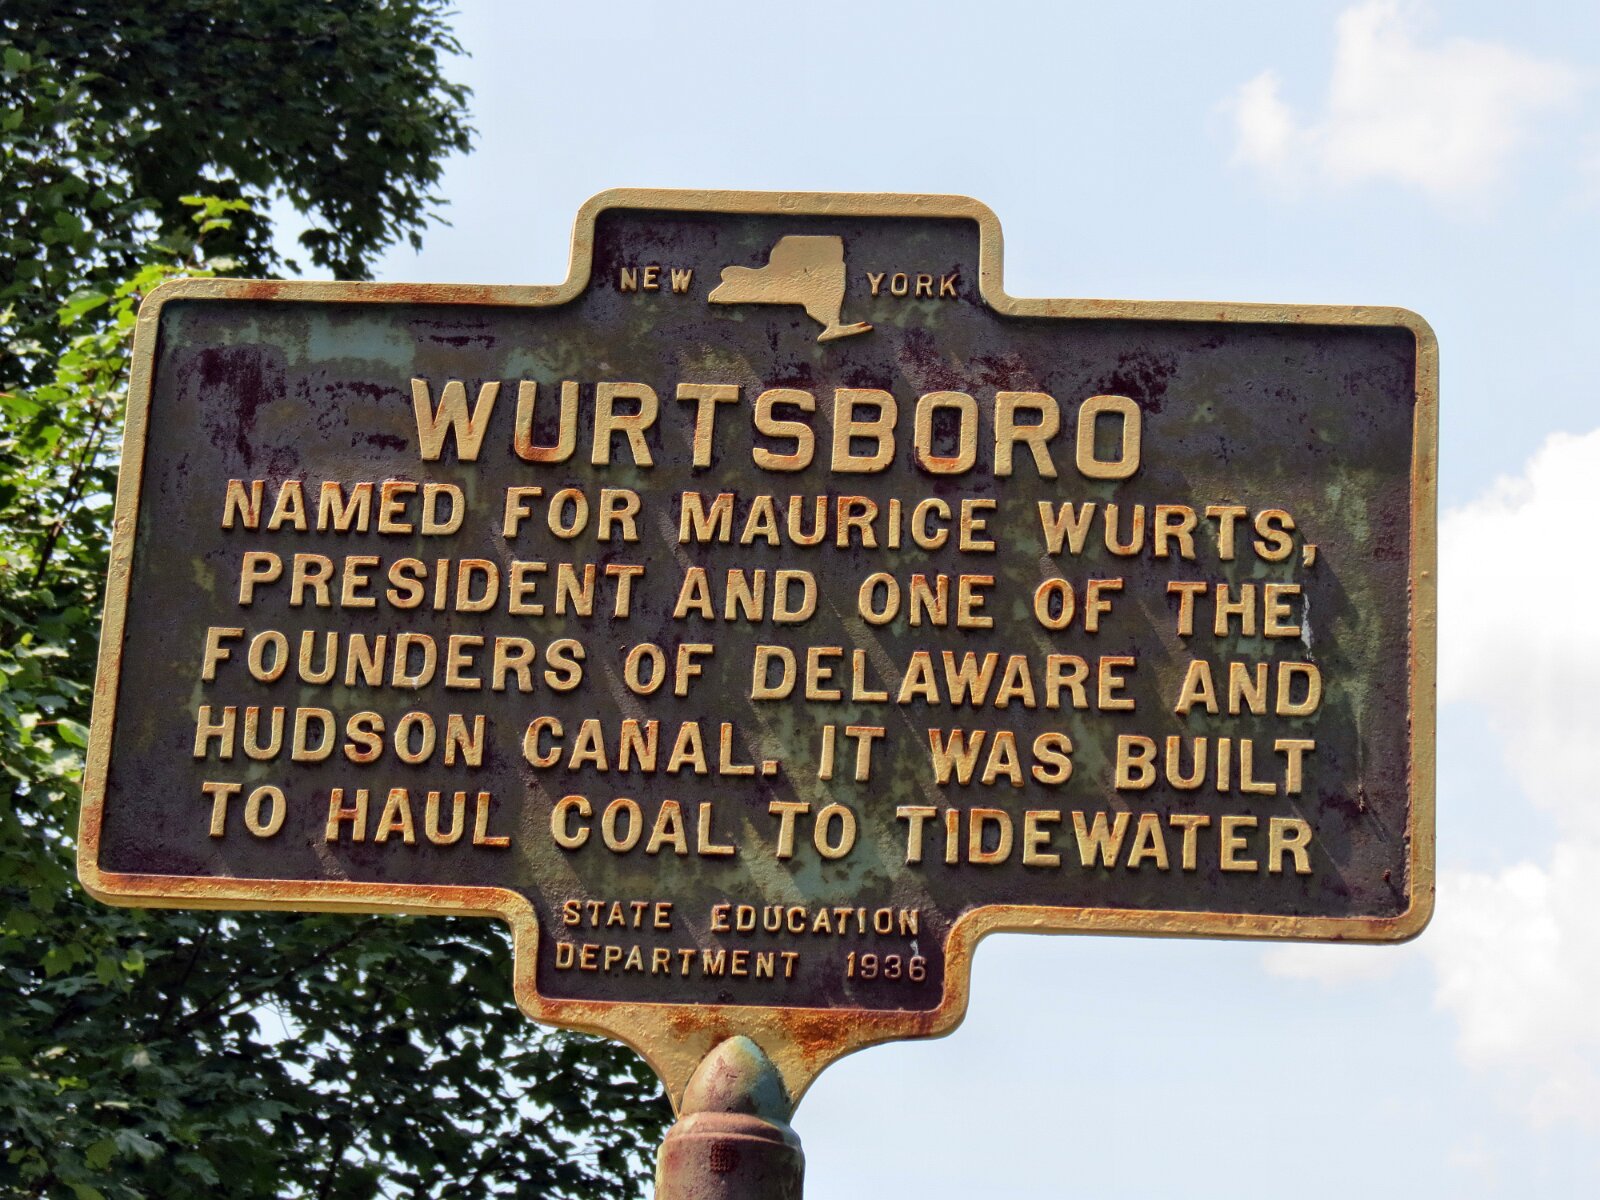 NEW YORK
WURTSBORO
NAMED FOR MAURICE WURTS,
PRESIDENT AND ONE OF THE
FOUNDERS OF DELAWARE AND
HUDSON CANAL. IT WAS BUILT
TO HAUL COAL TO TIDEWATER
STATE EDUCATION
DEPARTMENT 1936